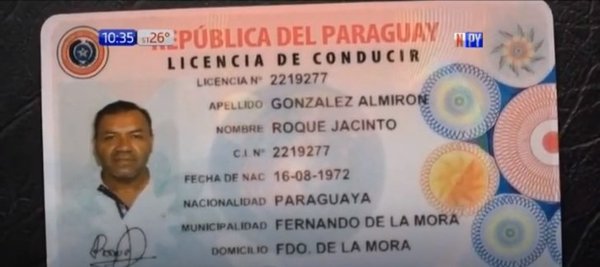 10:35 ST 26°
REPÚBLICA DEL PARAGUAY
NPY
LICENCIA DE CONDUCIR
LICENCIA N° 2219277
APELLIDO GONZALEZ ALMIRON
NOMBRE ROQUE JACINTO
C.I. N° 2219277
FECHA DE NAC 16-08-1972
NACIONALIDAD PARAGUAYA
MUNICIPALIDAD FERNANDO DE LA MORA
DOMICILIO FDO. DE LA MORA